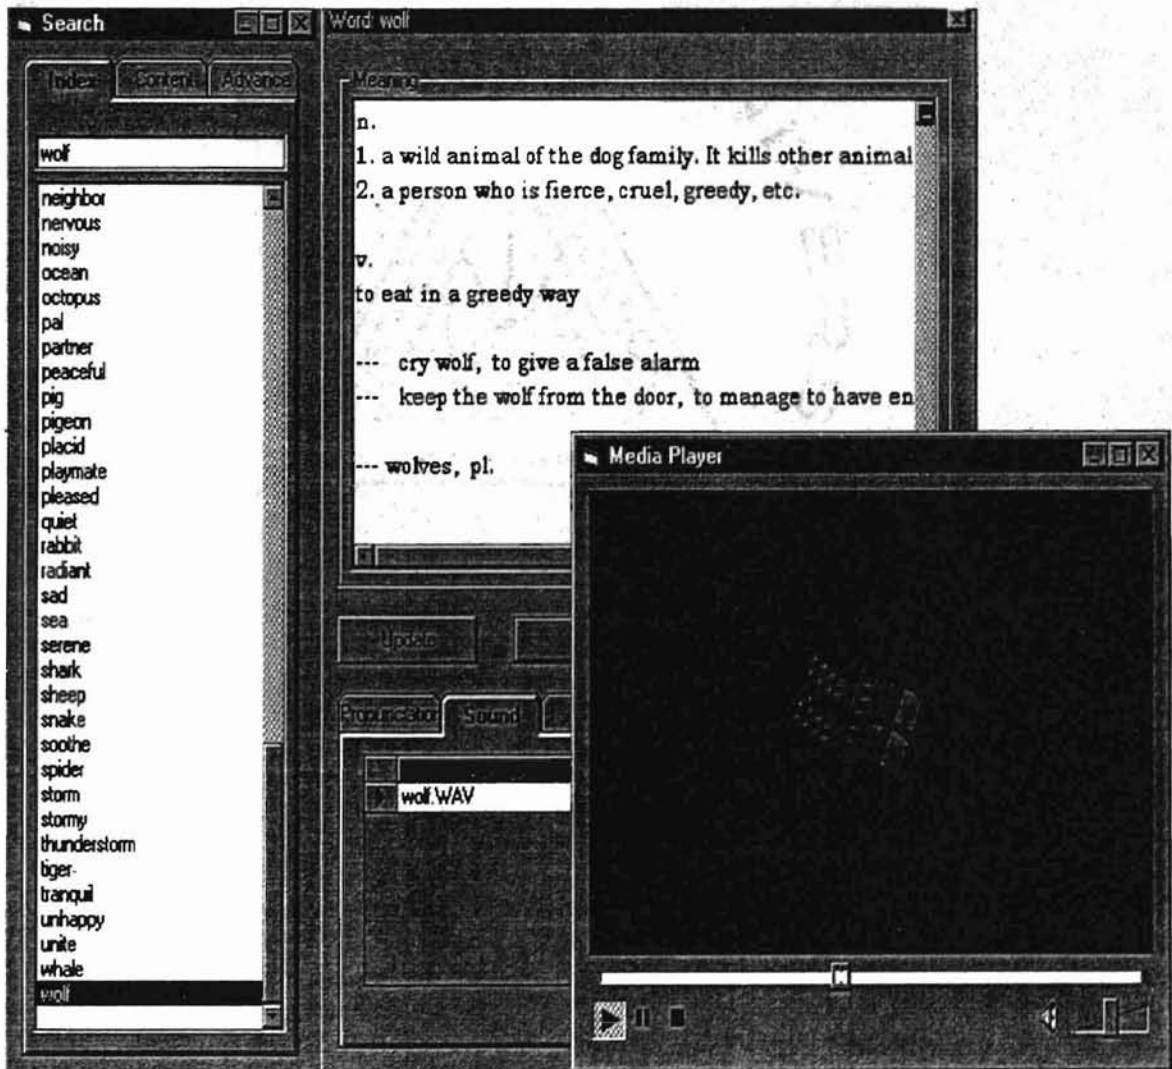 Search
Index Content Advance
wolf
neighbor
nervous
noisy
ocean
octopus
pal
partner
peaceful
pig
pigeon
placid
playmate
pleased
quiet
rabbit
radiant
sad
sea
serene
shark
sheep
snake
soothe
spider
storm
stormy
thunderstorm
tiger
tranquil
unhappy
unite
whale
wolf
Word: wolf
Meaning
n.
1. a wild animal of the dog family. It kills other animal
2. a person who is fierce, cruel, greedy, etc.
v.
to eat in a greedy way
--- cry wolf, to give a false alarm
--- keep the wolf from the door, to manage to have en
--- wolves, pl.
Update
Pronunciation Sound
wolf.WAV
Media Player